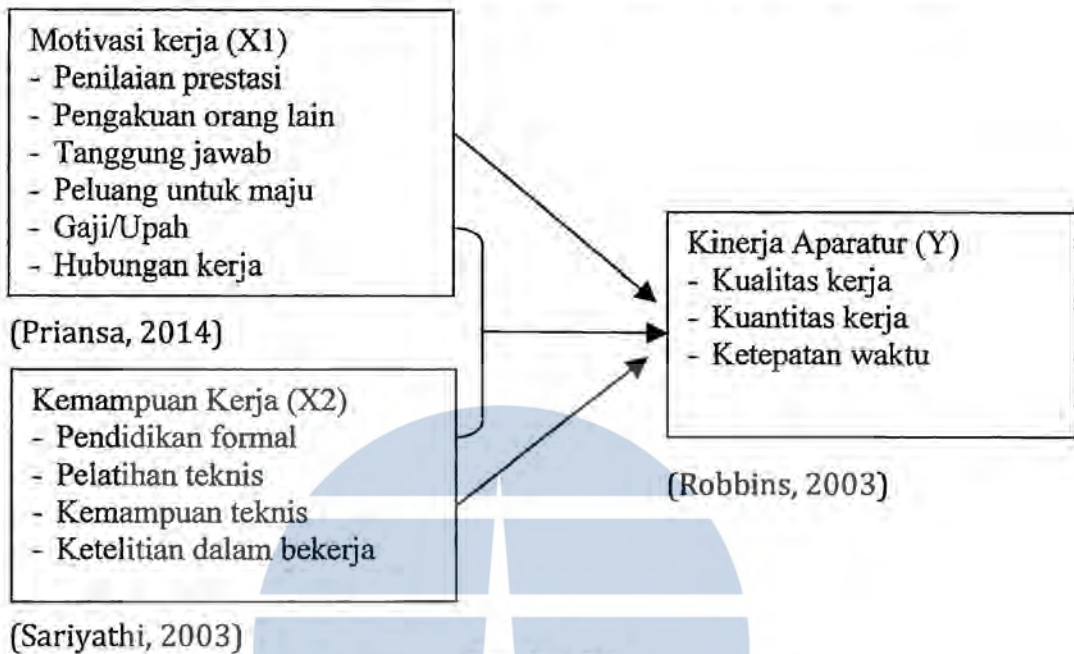 Motivasi kerja (X1)
- Penilaian prestasi
- Pengakuan orang lain
- Tanggung jawab
- Peluang untuk maju
- Gaji/Upah
- Hubungan kerja
(Priansa, 2014)
Kemampuan Kerja (X2)
- Pendidikan formal
- Pelatihan teknis
- Kemampuan teknis
- Ketelitian dalam bekerja
(Sariyathi, 2003)
Kinerja Aparatur (Y)
- Kualitas kerja
- Kuantitas kerja
- Ketepatan waktu
(Robbins, 2003)